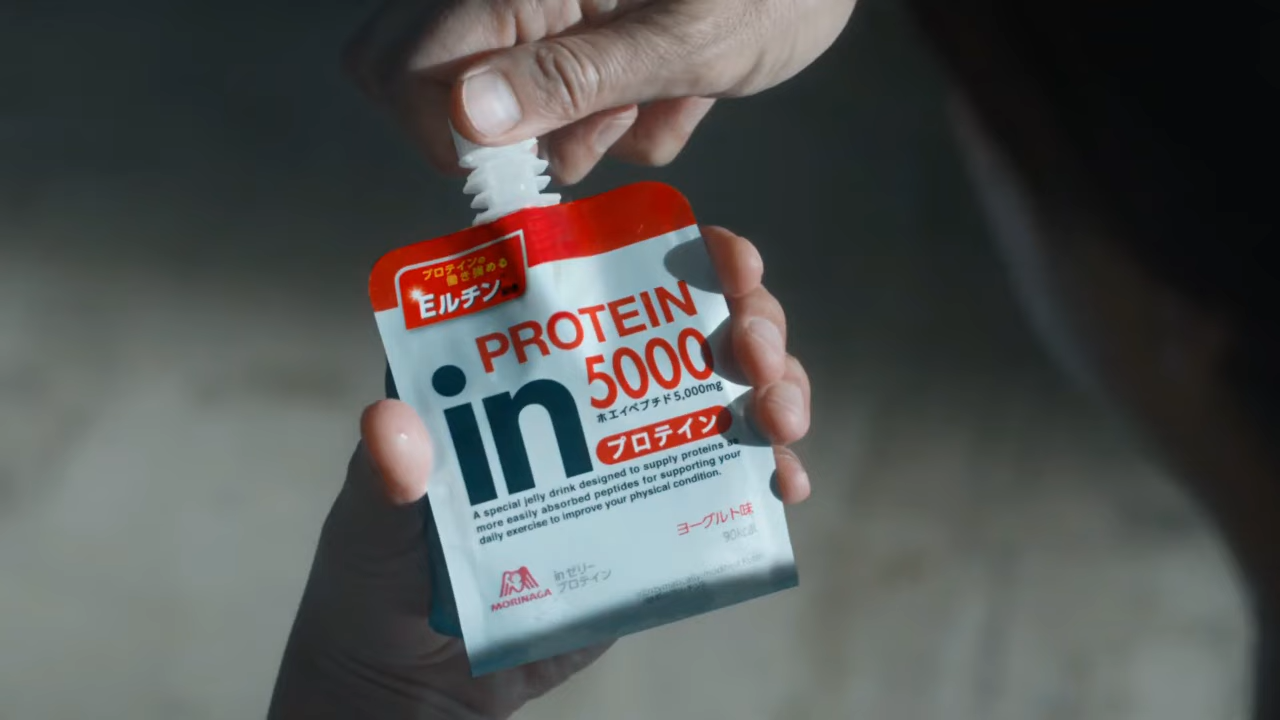 プロテインの
働き強める
Eルチン
PROTEIN
in
5000
ホエイペプチド5,000mg
プロテイン
A special jelly drink designed to supply proteins as
more easily absorbed peptides for supporting your
daily exercise to improve your physical condition.
ヨーグルト味
90kcal
MORINAGA
inゼリー
プロテイン